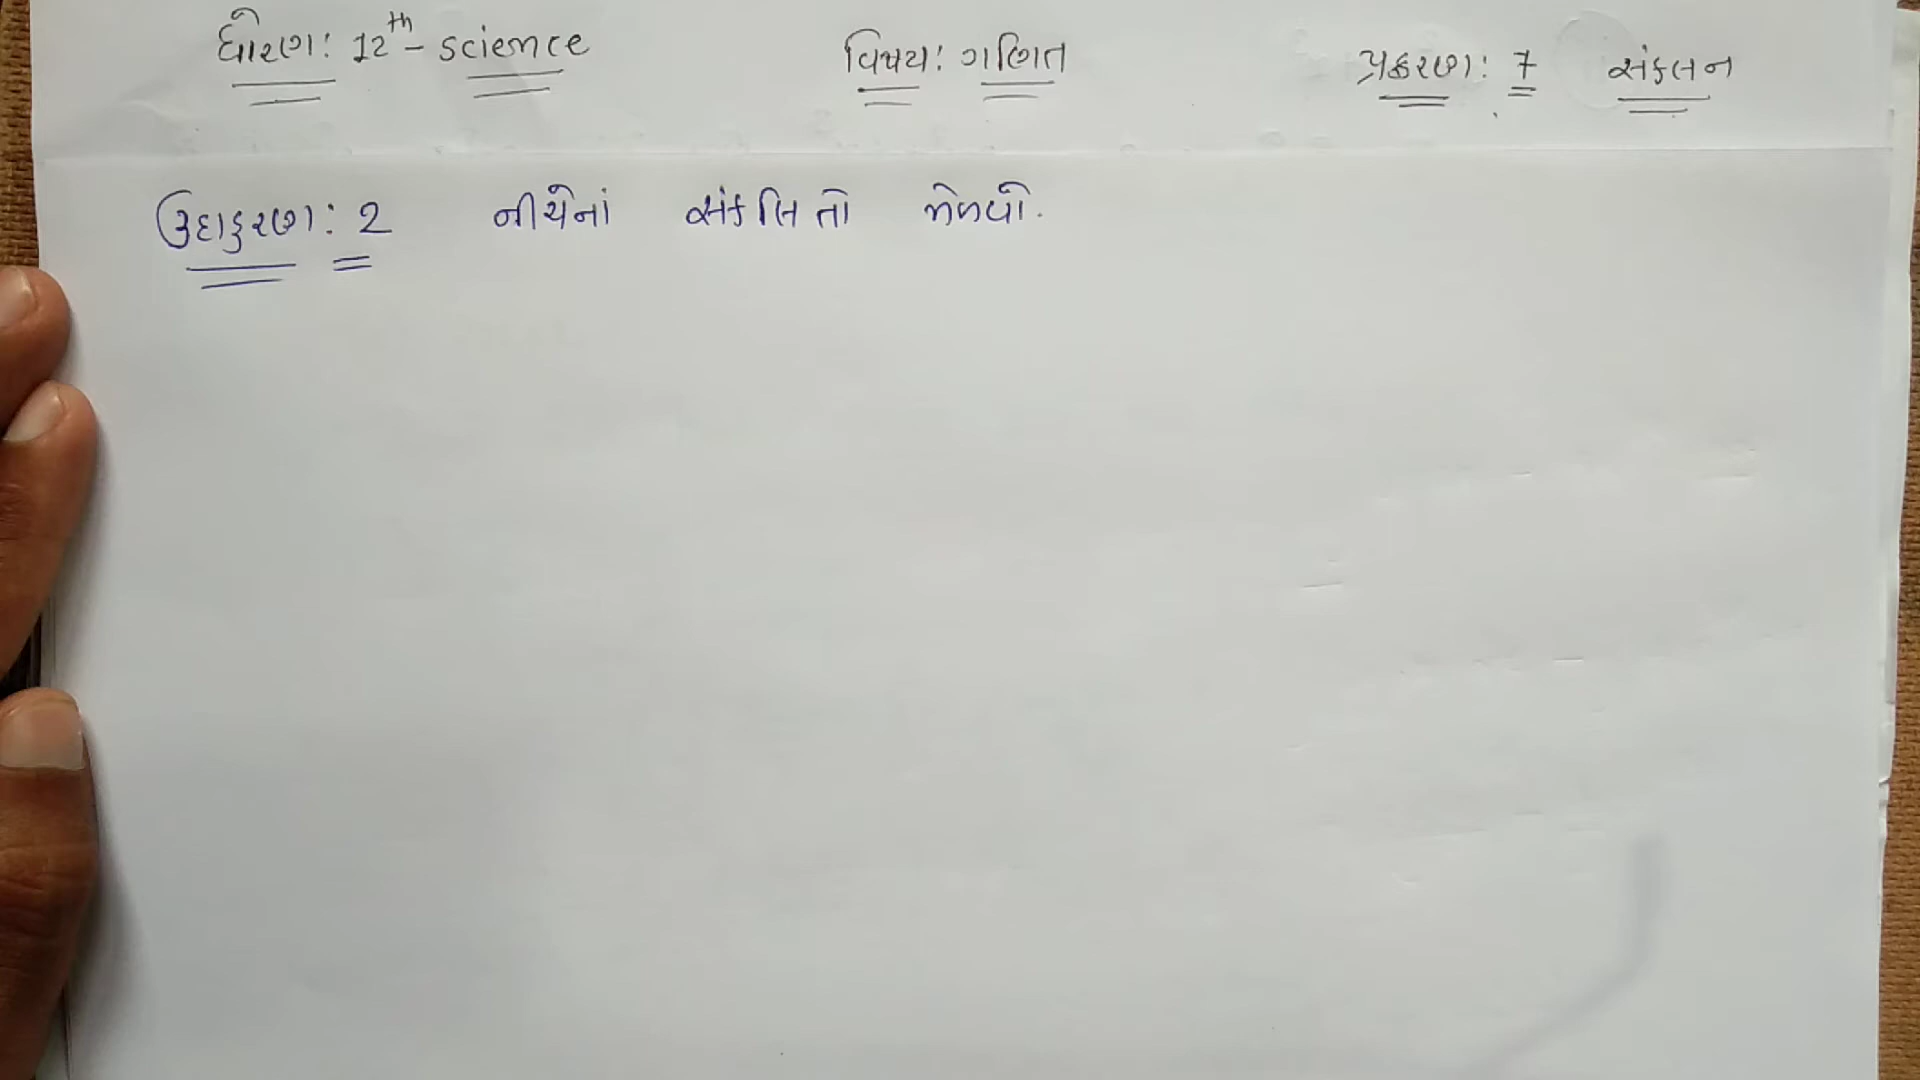 ધોરણ: 12th - science વિષય: ગણિત પ્રકરણ: 7 સંકલન
ઉદાહરણ: 2 નીચેનાં સંકલિતો મેળવો.